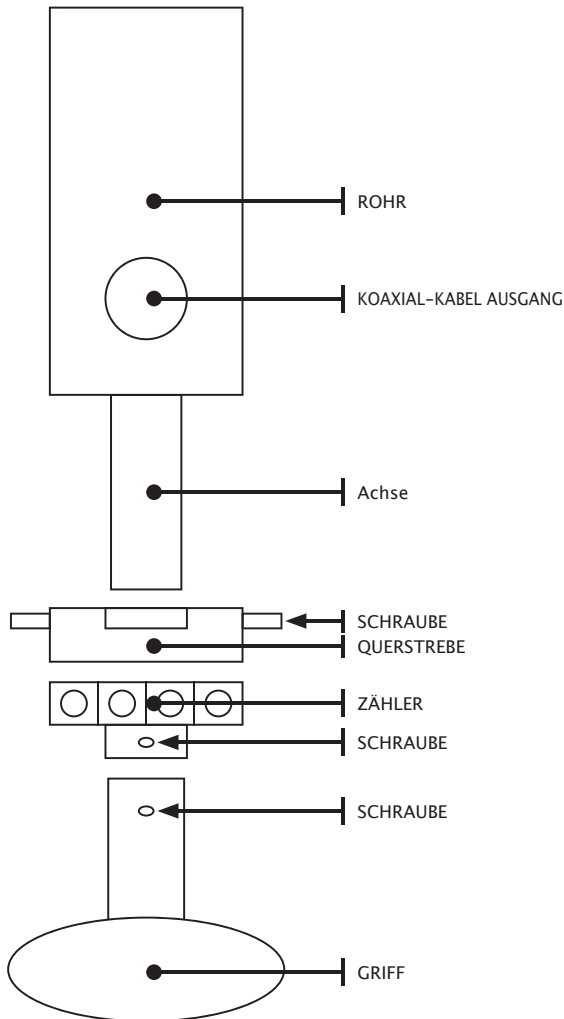 ROHR
KOAXIAL-KABEL AUSGANG
Achse
SCHRAUBE
QUERSTREBE
ZÄHLER
SCHRAUBE
SCHRAUBE
GRIFF